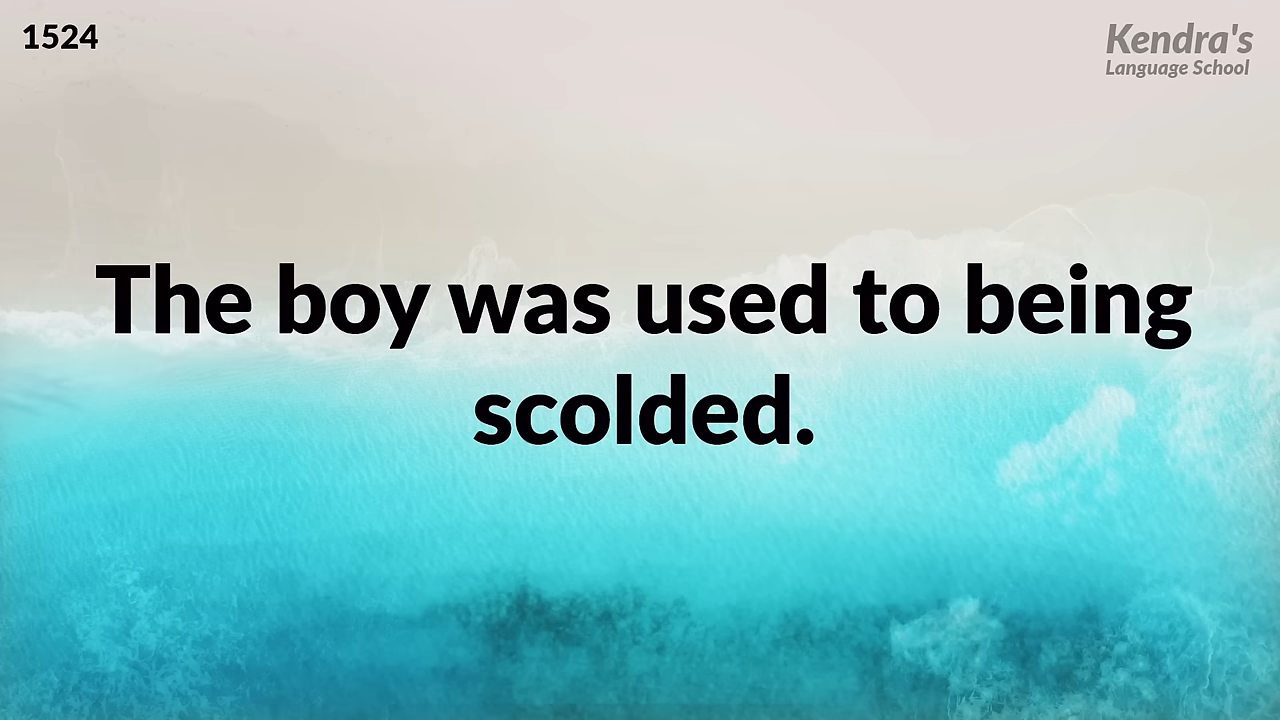 1524
Kendra's
Language School
The boy was used to being
scolded.